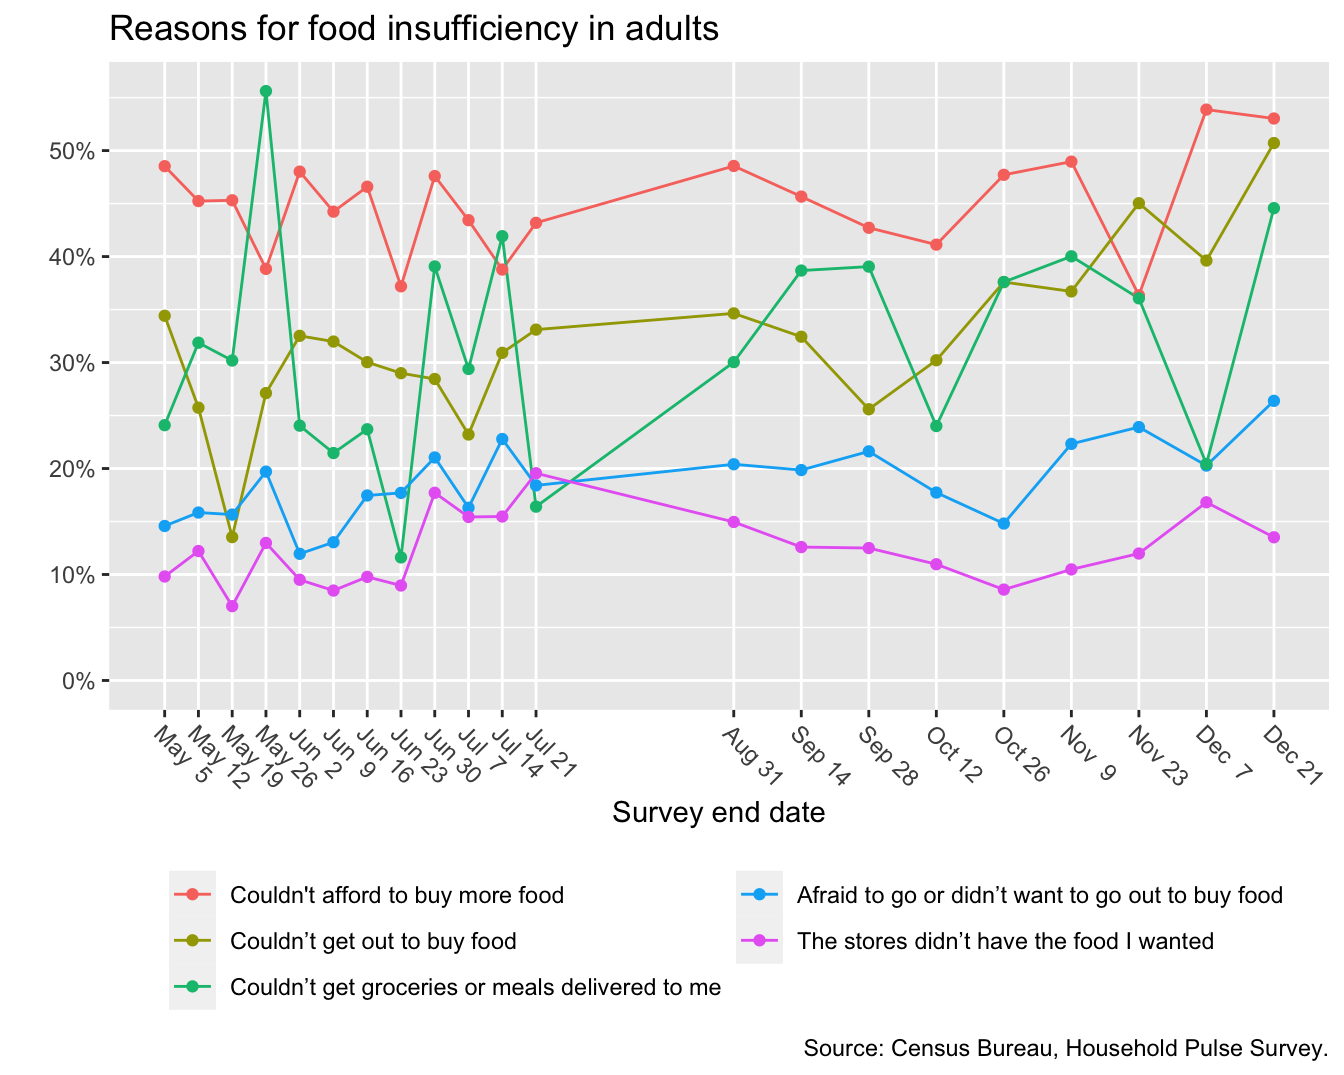 Reasons for food insufficiency in adults
50%
40%
30%
20%
10%
0%
May 5
May 12
May 19
May 26
Jun 2
Jun 9
Jun 16
Jun 23
Jun 30
Jul 7
Jul 14
Jul 21
Aug 31
Sep 14
Sep 28
Oct 12
Oct 26
Nov 9
Nov 23
Dec 7
Dec 21
Survey end date
Couldn't afford to buy more food
Couldn’t get out to buy food
Couldn’t get groceries or meals delivered to me
Afraid to go or didn’t want to go out to buy food
The stores didn’t have the food I wanted
Source: Census Bureau, Household Pulse Survey.